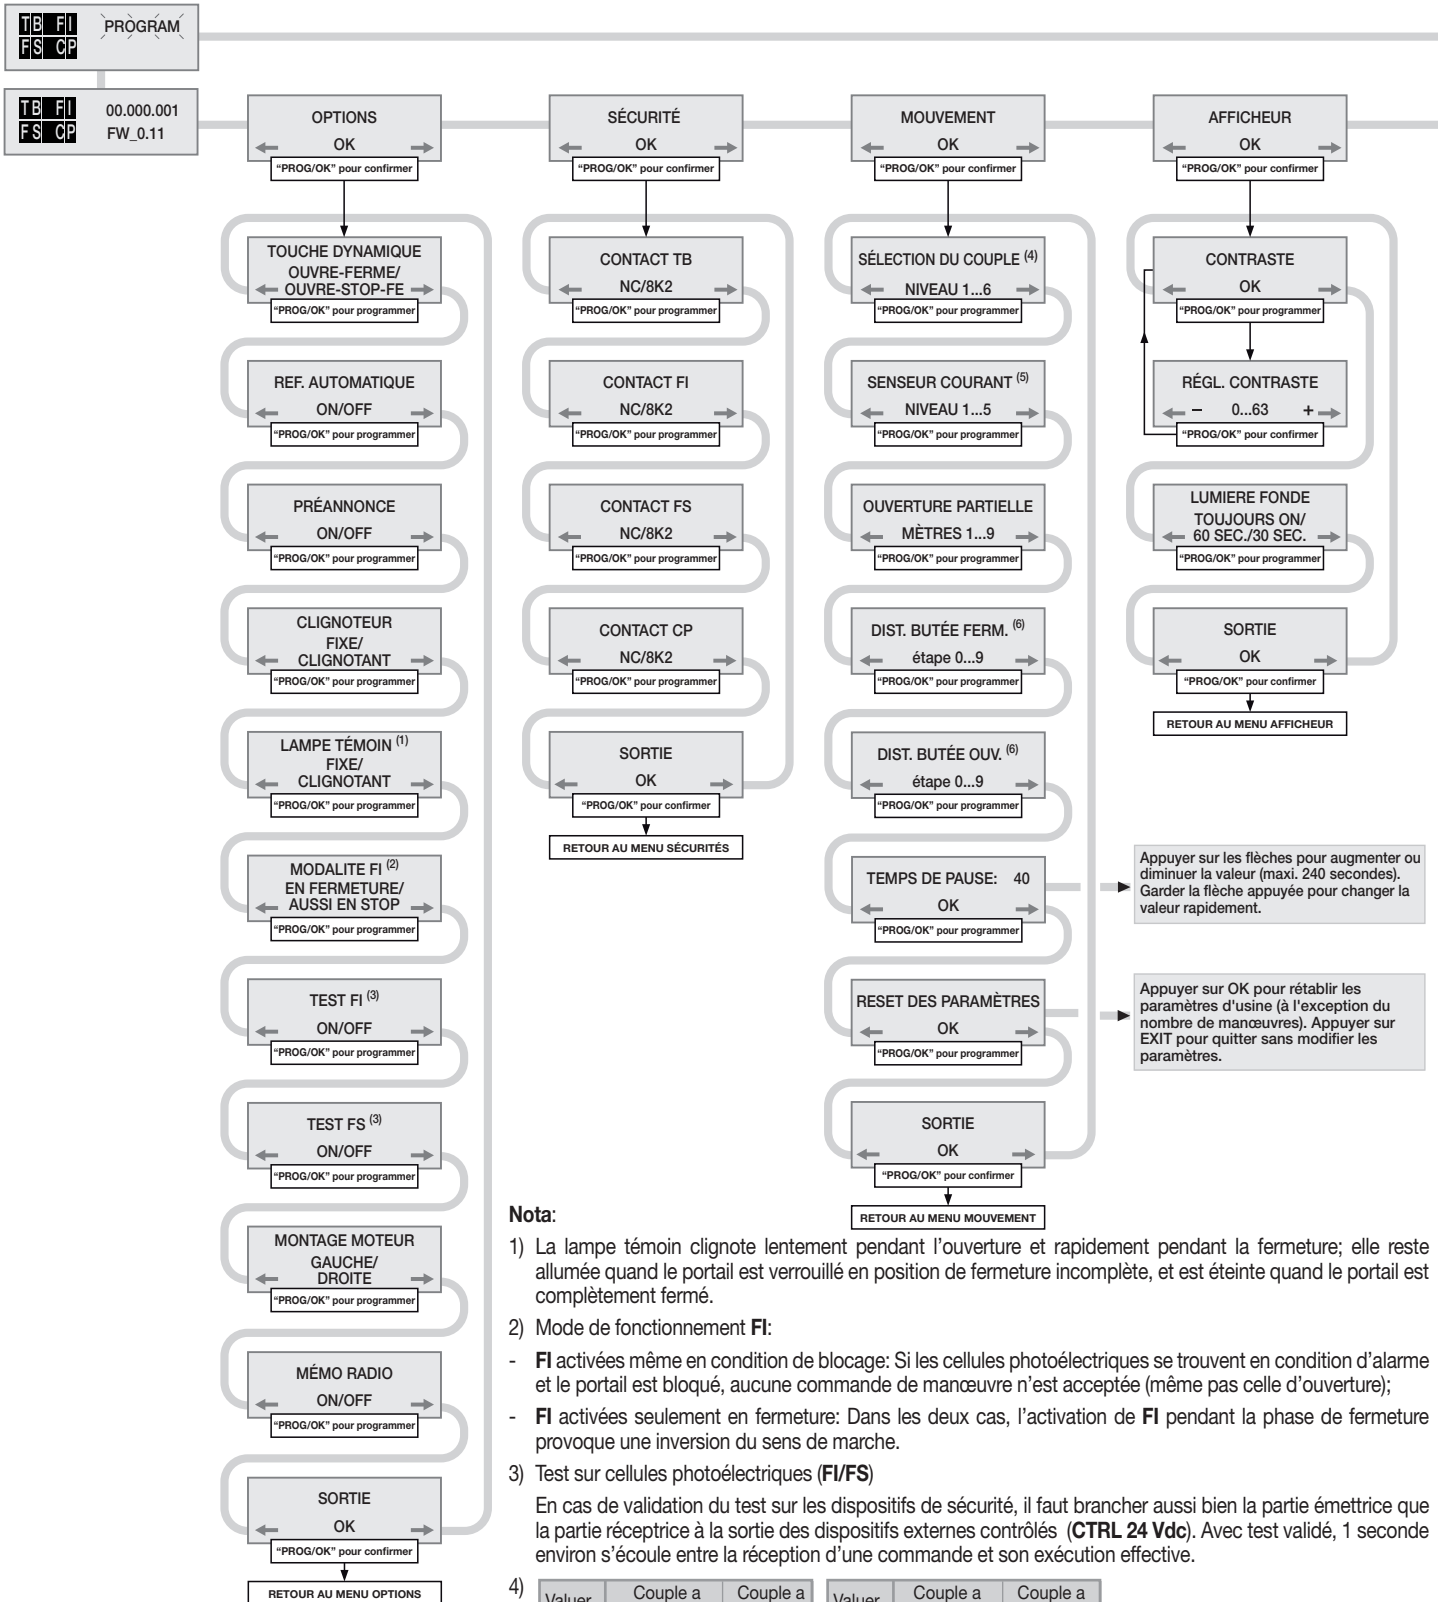 TB FI
FS CP
PROGRAM
TB FI
FS CP
00.000.001
FW_0.11
OPTIONS
OK
“PROG/OK” pour confirmer
TOUCHE DYNAMIQUE
OUVRE-FERME/
OUVRE-STOP-FE
“PROG/OK” pour programmer
REF. AUTOMATIQUE
ON/OFF
“PROG/OK” pour programmer
PRÉANNONCE
ON/OFF
“PROG/OK” pour programmer
CLIGNOTEUR
FIXE/
CLIGNOTANT
“PROG/OK” pour programmer
LAMPE TÉMOIN (1)
FIXE/
CLIGNOTANT
“PROG/OK” pour programmer
MODALITE FI (2)
EN FERMETURE/
AUSSI EN STOP
“PROG/OK” pour programmer
TEST FI (3)
ON/OFF
“PROG/OK” pour programmer
TEST FS (3)
ON/OFF
“PROG/OK” pour programmer
MONTAGE MOTEUR
GAUCHE/
DROITE
“PROG/OK” pour programmer
MÉMO RADIO
ON/OFF
“PROG/OK” pour programmer
SORTIE
OK
“PROG/OK” pour confirmer
RETOUR AU MENU OPTIONS
SÉCURITÉ
OK
“PROG/OK” pour confirmer
CONTACT TB
NC/8K2
“PROG/OK” pour programmer
CONTACT FI
NC/8K2
“PROG/OK” pour programmer
CONTACT FS
NC/8K2
“PROG/OK” pour programmer
CONTACT CP
NC/8K2
“PROG/OK” pour programmer
SORTIE
OK
“PROG/OK” pour confirmer
RETOUR AU MENU SÉCURITÉS
MOUVEMENT
OK
“PROG/OK” pour confirmer
SÉLECTION DU COUPLE (4)
NIVEAU 1...6
“PROG/OK” pour programmer
SENSEUR COURANT (5)
NIVEAU 1...5
“PROG/OK” pour programmer
OUVERTURE PARTIELLE
MÈTRES 1...9
“PROG/OK” pour programmer
DIST. BUTÉE FERM. (6)
étape 0...9
“PROG/OK” pour programmer
DIST. BUTÉE OUV. (6)
étape 0...9
“PROG/OK” pour programmer
TEMPS DE PAUSE: 40
OK
“PROG/OK” pour programmer
RESET DES PARAMÈTRES
OK
“PROG/OK” pour programmer
SORTIE
OK
“PROG/OK” pour confirmer
RETOUR AU MENU MOUVEMENT
AFFICHEUR
OK
“PROG/OK” pour confirmer
CONTRASTE
OK
“PROG/OK” pour programmer
RÉGL. CONTRASTE
– 0...63 +
“PROG/OK” pour confirmer
LUMIERE FONDE
TOUJOURS ON/
60 SEC./30 SEC.
“PROG/OK” pour programmer
SORTIE
OK
“PROG/OK” pour confirmer
RETOUR AU MENU AFFICHEUR
Appuyer sur les flèches pour augmenter ou
diminuer la valeur (maxi. 240 secondes).
Garder la flèche appuyée pour changer la
valeur rapidement.
Appuyer sur OK pour rétablir les
paramètres d'usine (à l'exception du
nombre de manœuvres). Appuyer sur
EXIT pour quitter sans modifier les
paramètres.
Nota:
1) La lampe témoin clignote lentement pendant l’ouverture et rapidement pendant la fermeture; elle reste
allumée quand le portail est verrouillé en position de fermeture incomplète, et est éteinte quand le portail est
complètement fermé.
2) Mode de fonctionnement FI:
- FI activées même en condition de blocage: Si les cellules photoélectriques se trouvent en condition d’alarme
et le portail est bloqué, aucune commande de manœuvre n’est acceptée (même pas celle d’ouverture);
- FI activées seulement en fermeture: Dans les deux cas, l’activation de FI pendant la phase de fermeture
provoque une inversion du sens de marche.
3) Test sur cellules photoélectriques (FI/FS)
En cas de validation du test sur les dispositifs de sécurité, il faut brancher aussi bien la partie émettrice que
la partie réceptrice à la sortie des dispositifs externes contrôlés (CTRL 24 Vdc). Avec test validé, 1 seconde
environ s’écoule entre la réception d’une commande et son exécution effective.
4) Valuer Couple a Couple a Valuer Couple a Couple a